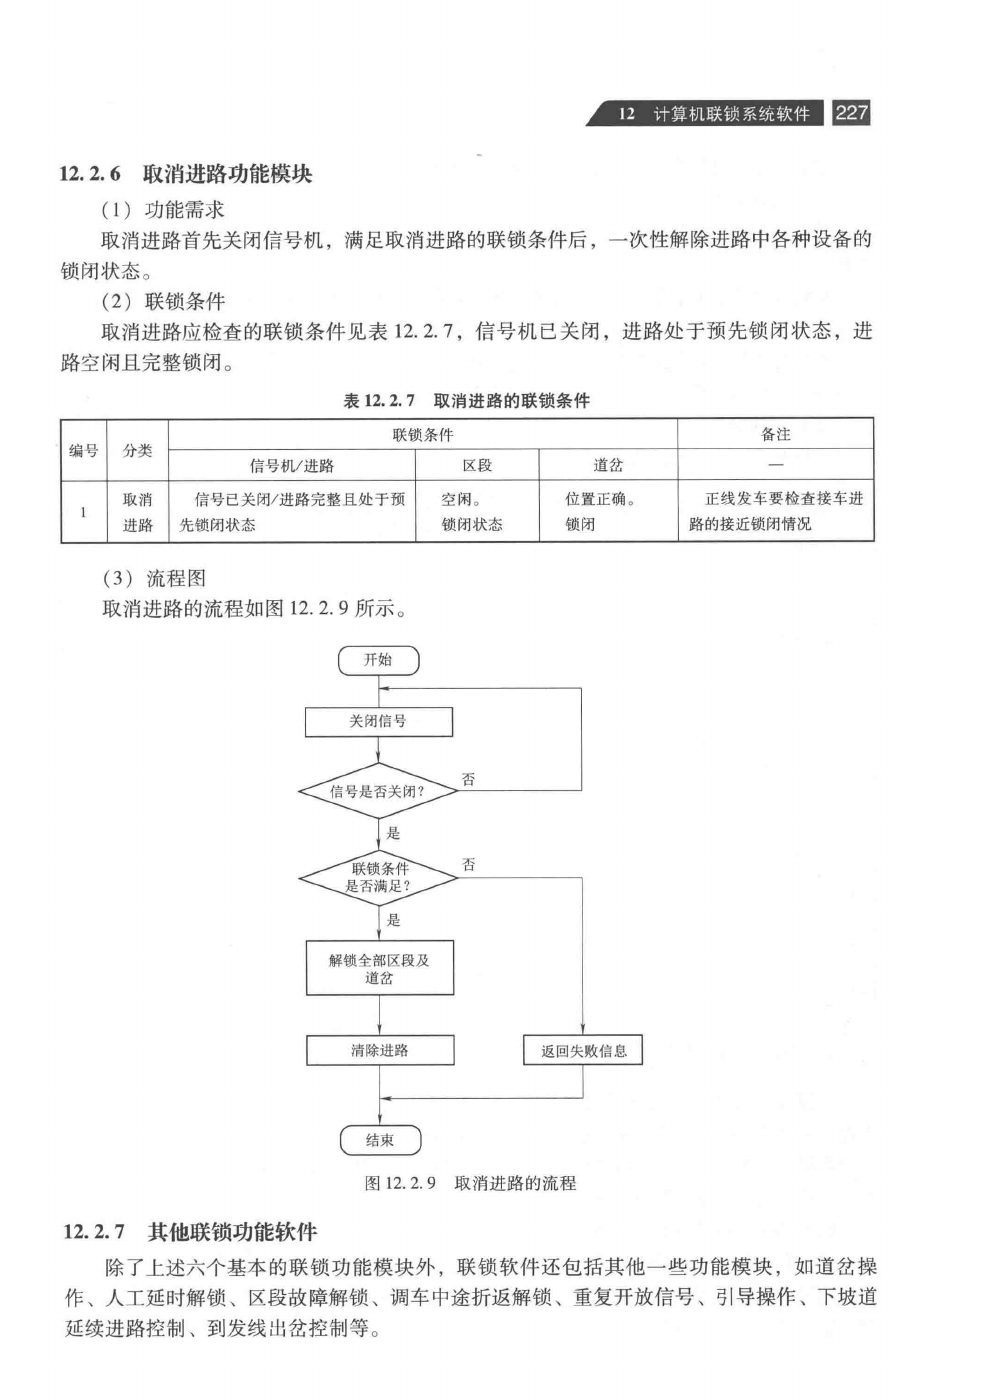 12 计算机联锁系统软件 227
12.2.6 取消进路功能模块
(1) 功能需求
取消进路首先关闭信号机，满足取消进路的联锁条件后，一次性解除进路中各种设备的
锁闭状态。
(2) 联锁条件
取消进路应检查的联锁条件见表 12.2.7，信号机已关闭，进路处于预先锁闭状态，进
路空闲且完整锁闭。
表 12.2.7 取消进路的联锁条件
编号 分类 联锁条件 备注
信号机/进路 区段 道岔 —
1 取消 信号已关闭/进路完整且处于预 空闲。 位置正确。 正线发车要检查接车进
进路 先锁闭状态 锁闭状态 锁闭 路的接近锁闭情况
(3) 流程图
取消进路的流程如图 12.2.9 所示。
开始
关闭信号
信号是否关闭？ 否
是
联锁条件 否
是否满足？
是
解锁全部区段及
道岔
清除进路 返回失败信息
结束
图 12.2.9 取消进路的流程
12.2.7 其他联锁功能软件
除了上述六个基本的联锁功能模块外，联锁软件还包括其他一些功能模块，如道岔操
作、人工延时解锁、区段故障解锁、调车中途折返解锁、重复开放信号、引导操作、下坡道
延续进路控制、到发线出岔控制等。